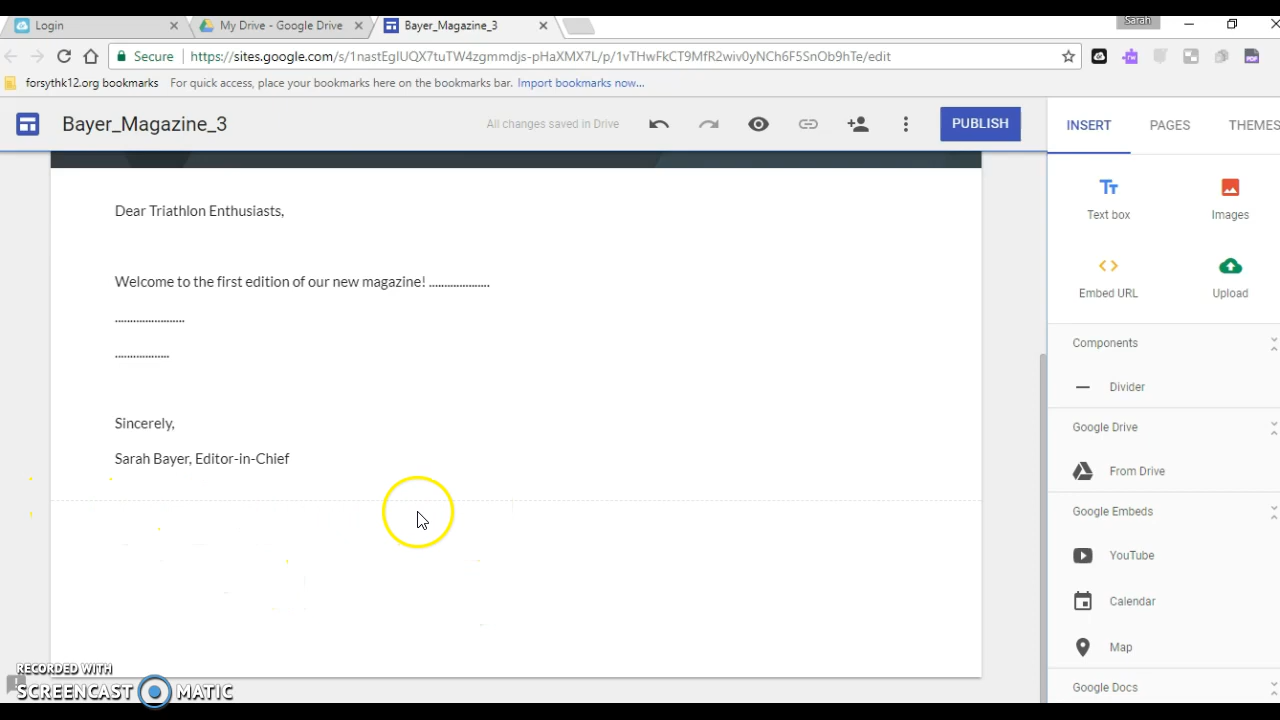 Login
My Drive - Google Drive
Bayer_Magazine_3
Sarah
Secure
https://sites.google.com/s/1nastEgIUQX7tuTW4zgmmdjs-pHaXMX7L/p/1vTHwFkCT9MfR2wiv0yNCh6F5SnOb9hTe/edit
forsythk12.org bookmarks
For quick access, place your bookmarks here on the bookmarks bar. Import bookmarks now...
Bayer_Magazine_3
All changes saved in Drive
PUBLISH
INSERT
PAGES
THEMES
Text box
Images
Embed URL
Upload
Components
Divider
Google Drive
From Drive
Google Embeds
YouTube
Calendar
Map
Google Docs
Dear Triathlon Enthusiasts,
Welcome to the first edition of our new magazine! ....................
.......................
..................
Sincerely,
Sarah Bayer, Editor-in-Chief
RECORDED WITH
SCREENCAST MATIC